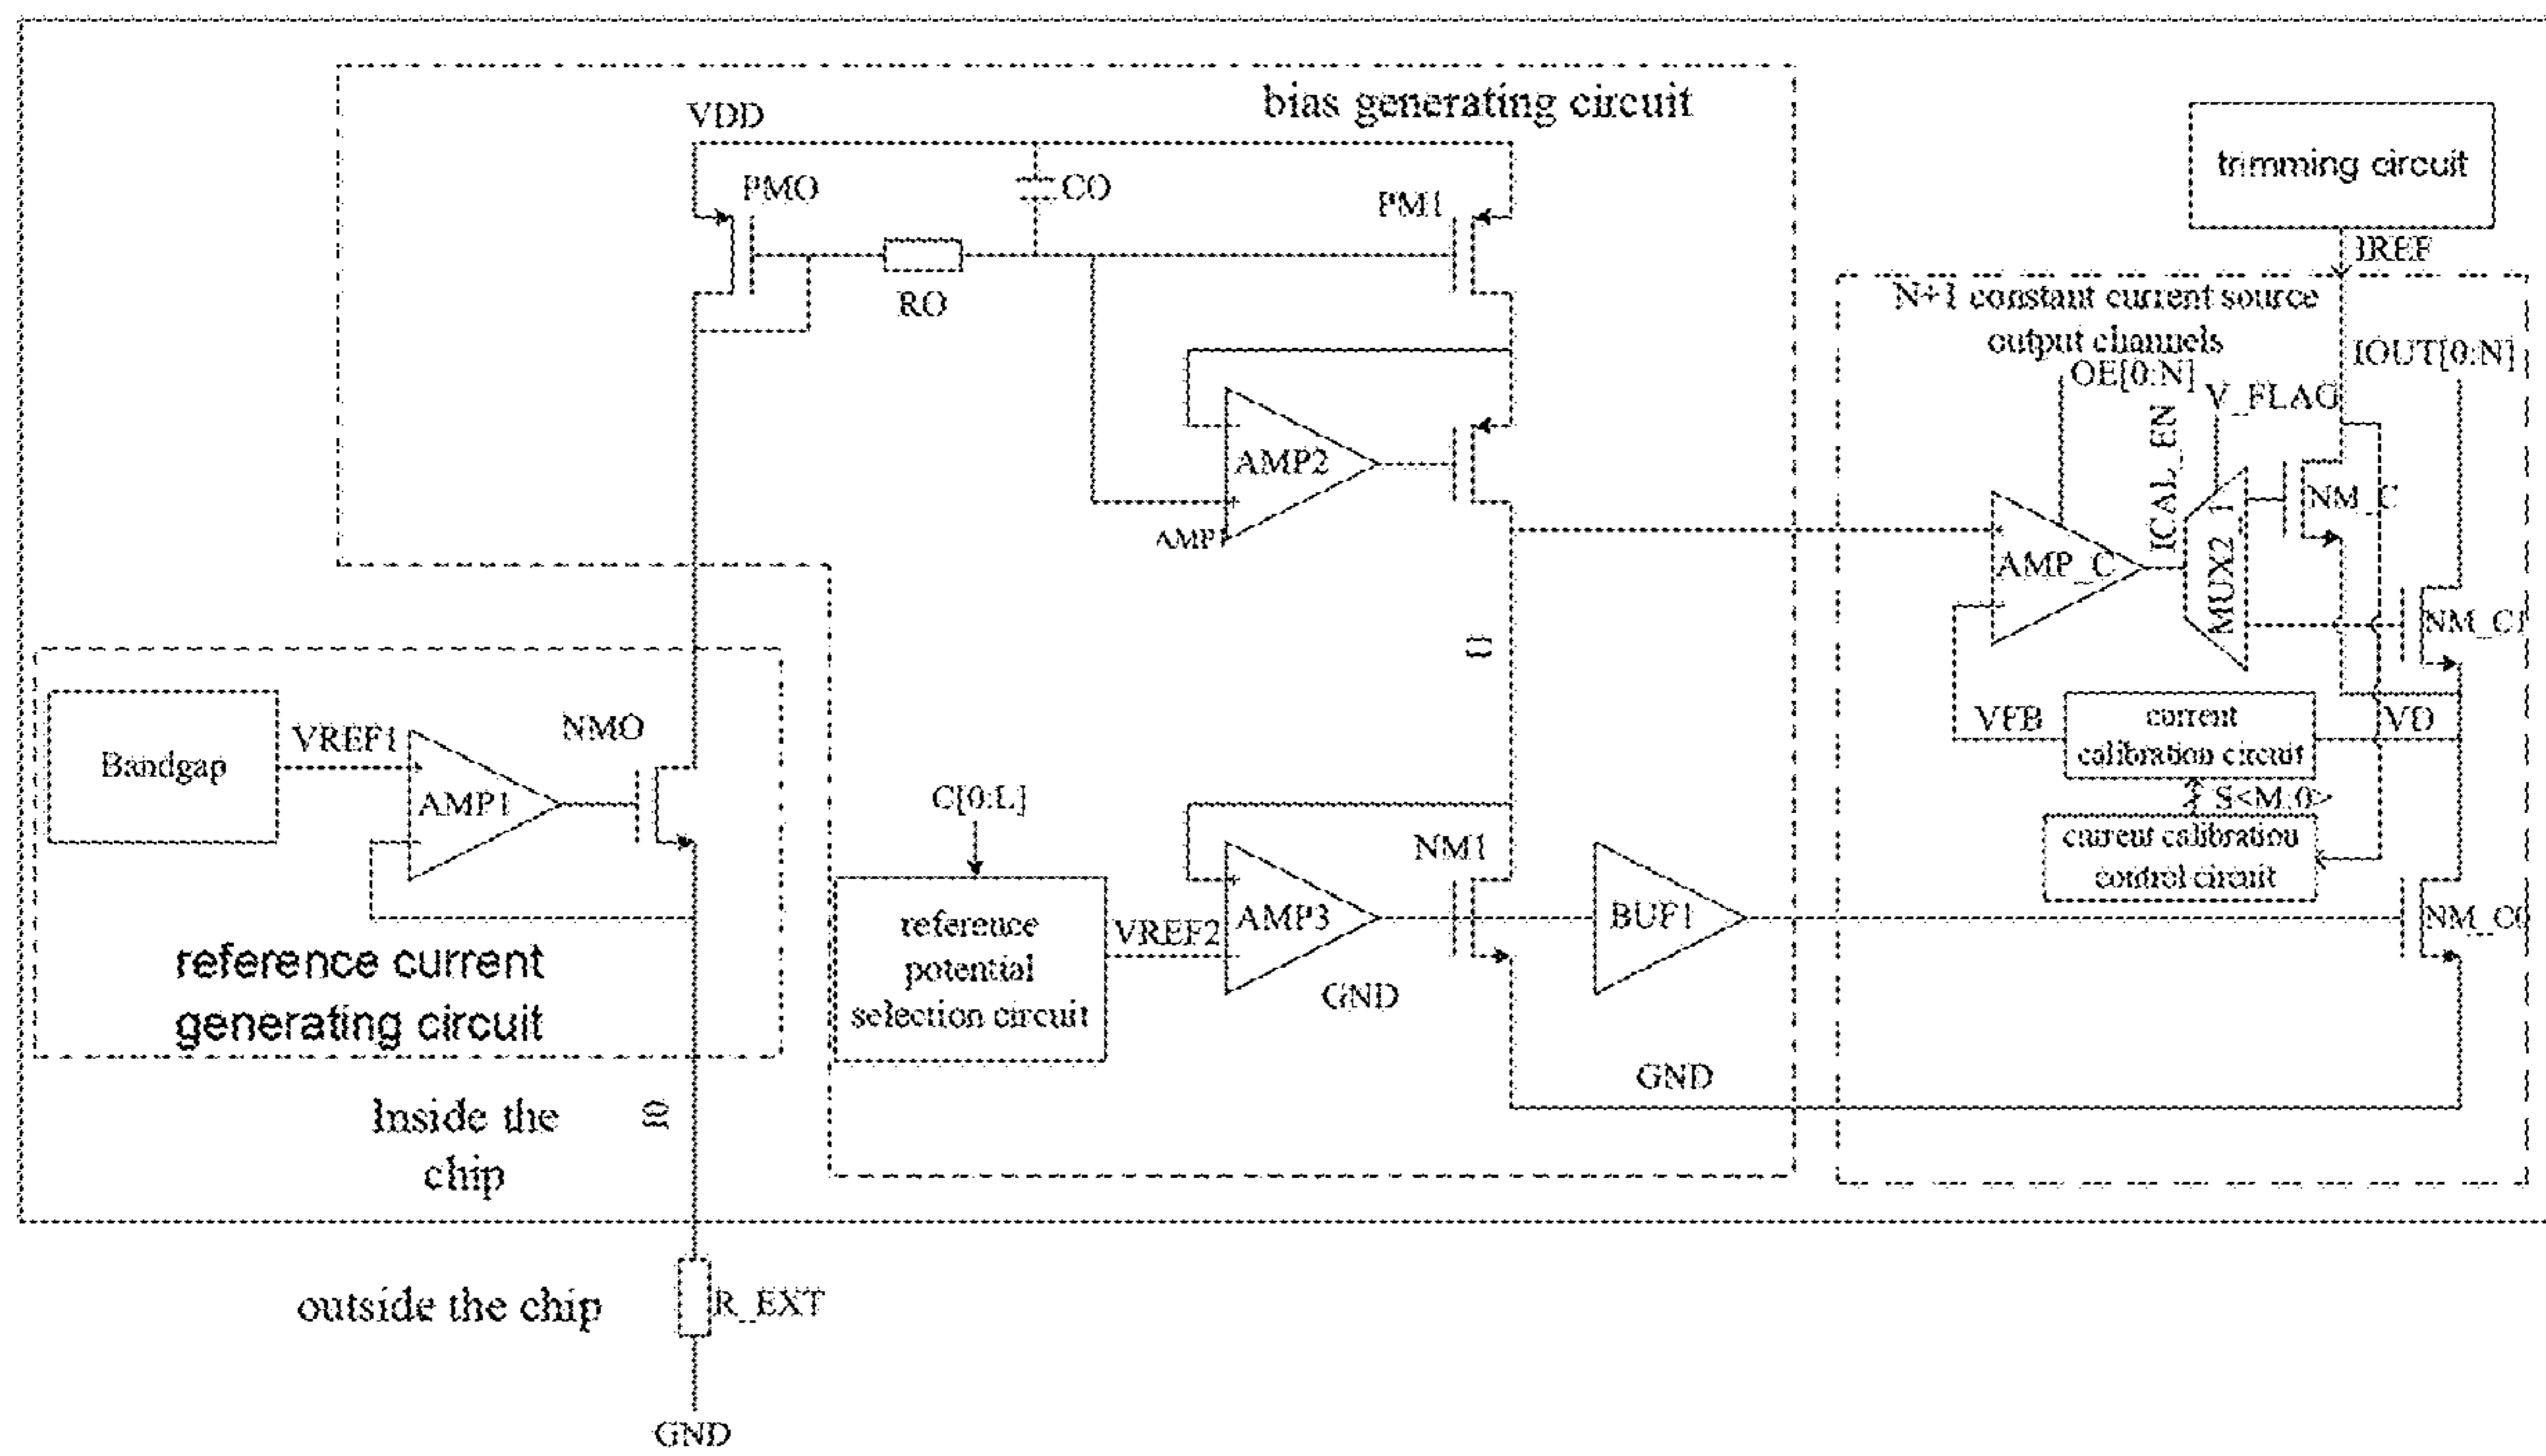 bias generating circuit
VDD
trimming circuit
PM0
C0
PM1
IREF
N+1 constant current source
output channels
R0
IOUT[0:N]
OE[0:N]
V_FLAG
ICAL_EN
AMP2
NM_C
AMP1
AMP_C
MUX2_1
NM_C1
I1
NM0
VREF1
Bandgap
AMP1
VFB
current
calibration circuit
VD
C[0:L]
S<M:0>
NM1
current calibration
control circuit
reference
potential
selection circuit
VREF2
AMP3
BUF1
NM_C0
reference current
generating circuit
GND
GND
Inside the
chip
I0
outside the chip
R_EXT
GND